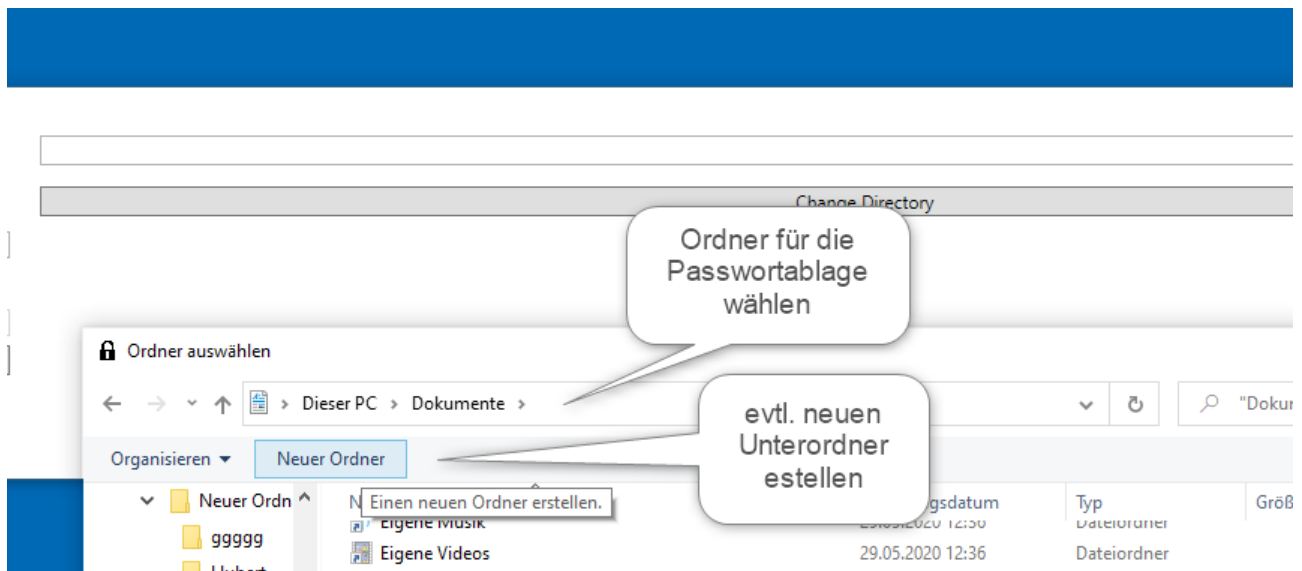 Change Directory
Ordner für die
Passwortablage
wählen
Ordner auswählen
Dieser PC > Dokumente >
"Dokur
evtl. neuen
Unterordner
estellen
Organisieren
Neuer Ordner
Neuer Ordn
Einen neuen Ordner erstellen.
gsdatum
Typ
Größ
Eigene Musik
29.05.2020 12:36
Dateiordner
ggggg
Eigene Videos
29.05.2020 12:36
Dateiordner
Hubert